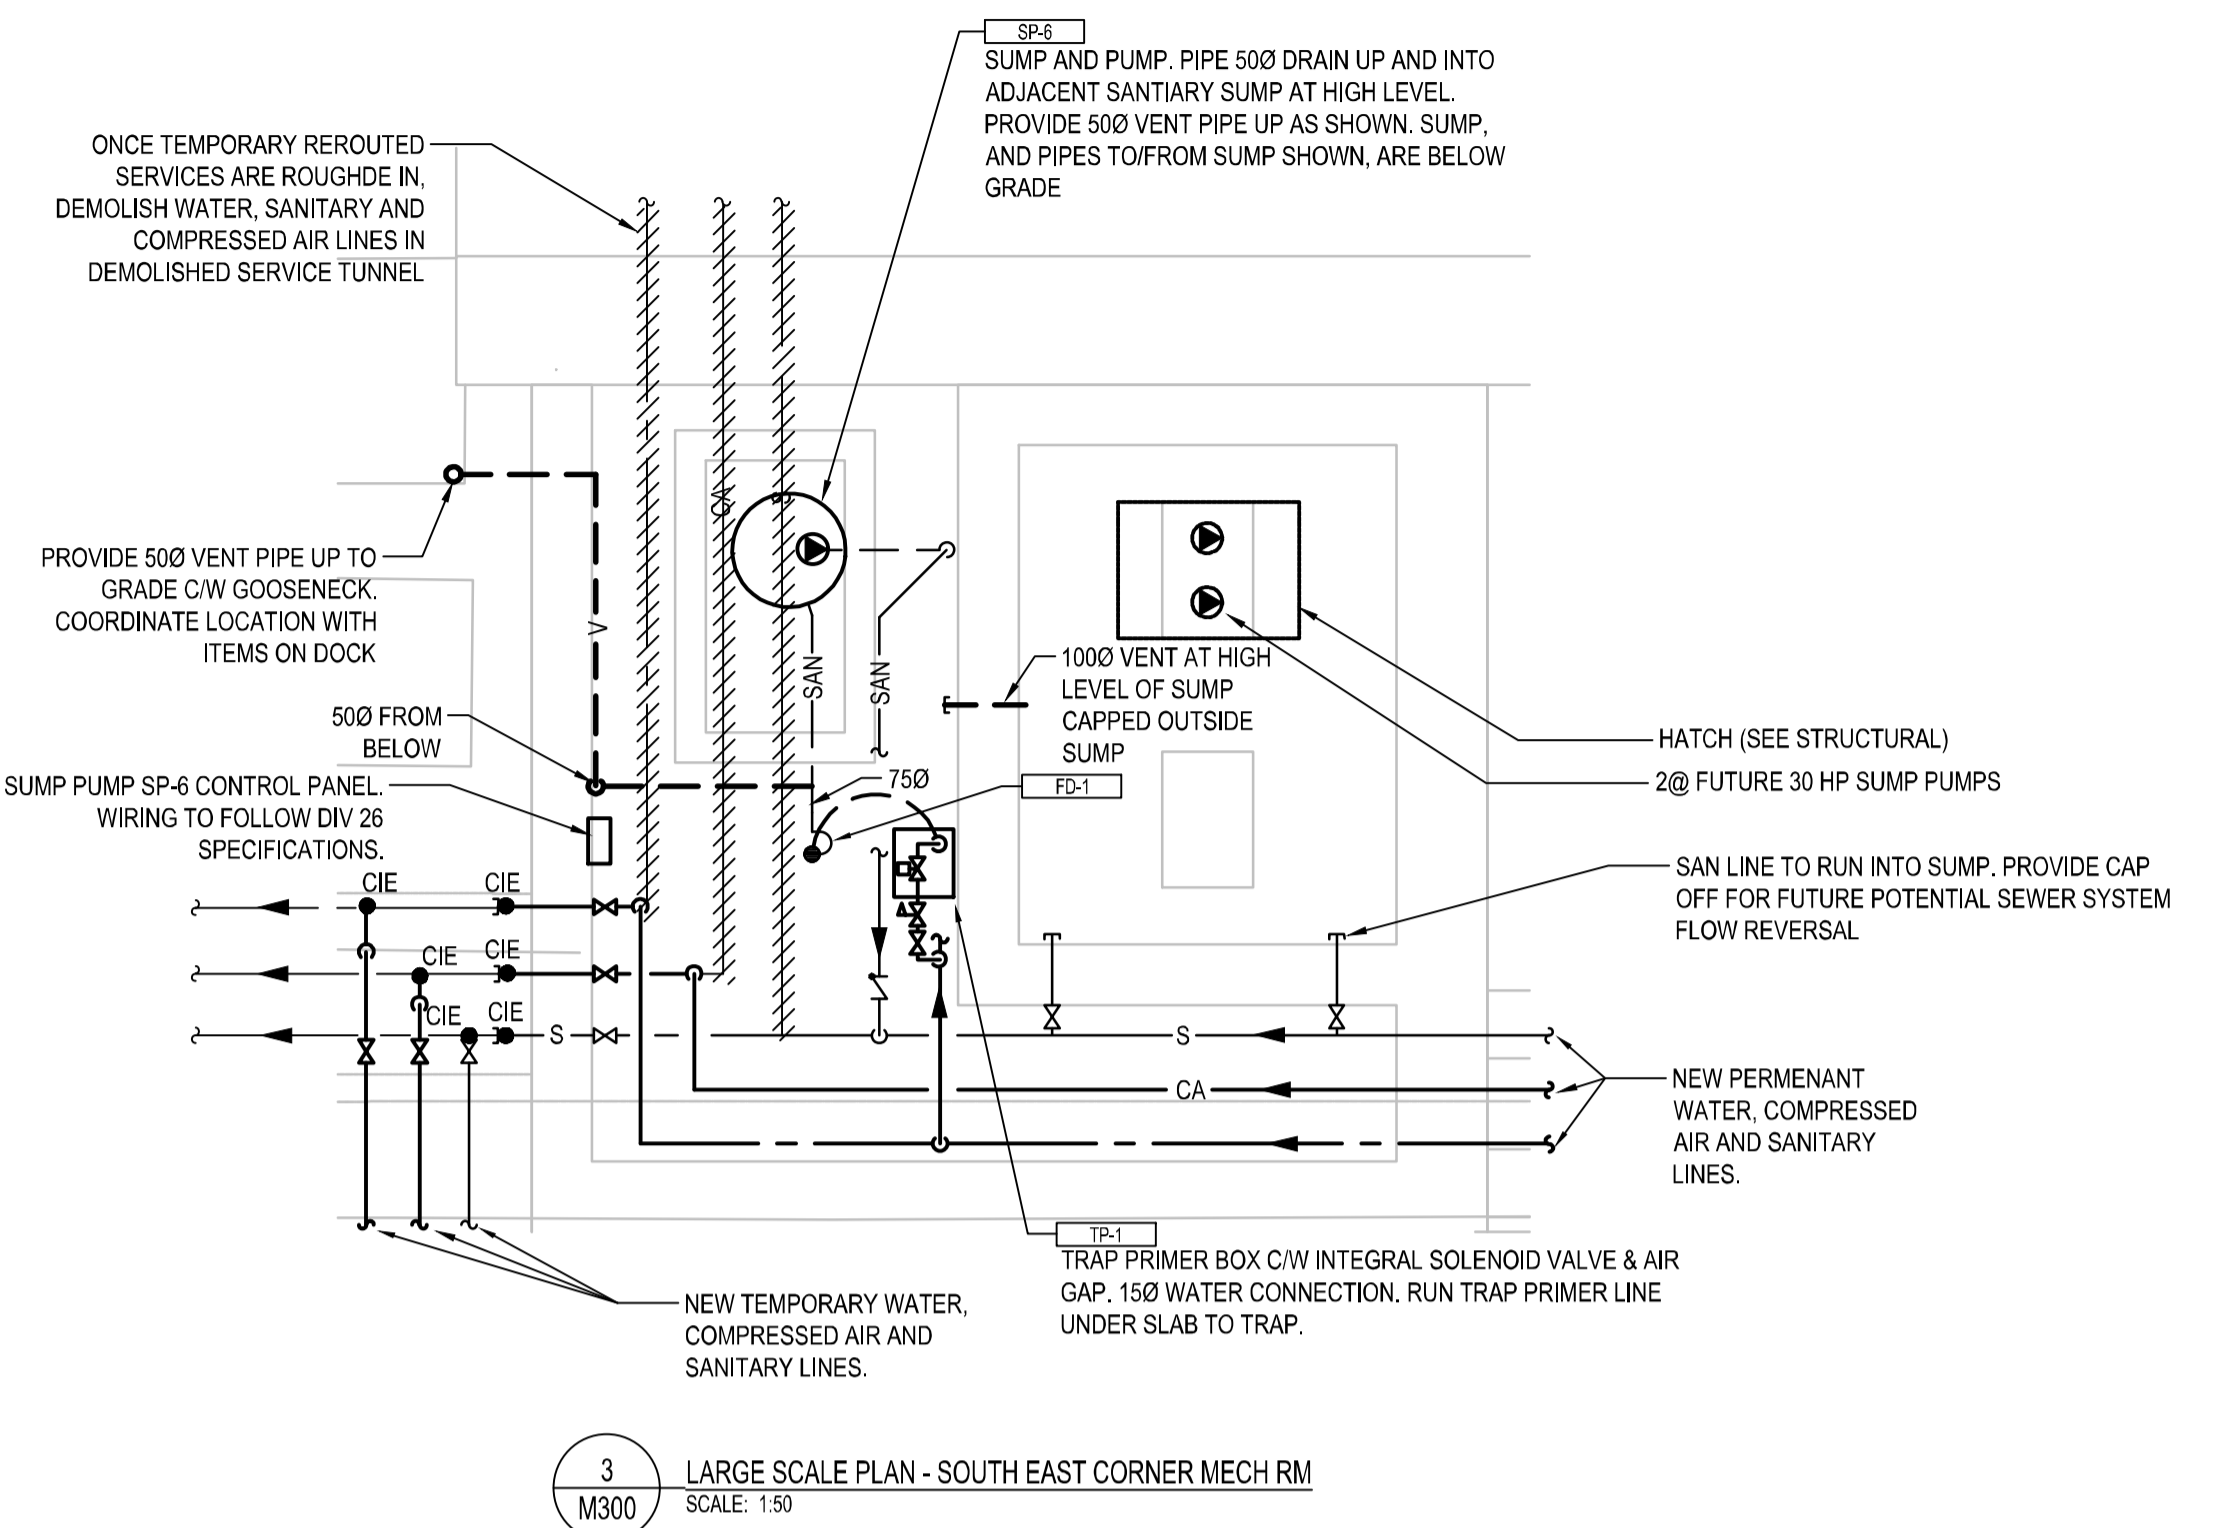 SP-6
SUMP AND PUMP. PIPE 50Ø DRAIN UP AND INTO
ADJACENT SANTIARY SUMP AT HIGH LEVEL.
PROVIDE 50Ø VENT PIPE UP AS SHOWN. SUMP,
AND PIPES TO/FROM SUMP SHOWN, ARE BELOW
GRADE
ONCE TEMPORARY REROUTED
SERVICES ARE ROUGHDE IN,
DEMOLISH WATER, SANITARY AND
COMPRESSED AIR LINES IN
DEMOLISHED SERVICE TUNNEL
CA
S
PROVIDE 50Ø VENT PIPE UP TO
GRADE C/W GOOSENECK.
COORDINATE LOCATION WITH
ITEMS ON DOCK
V
SAN
SAN
100Ø VENT AT HIGH
LEVEL OF SUMP
CAPPED OUTSIDE
SUMP
50Ø FROM
BELOW
HATCH (SEE STRUCTURAL)
2@ FUTURE 30 HP SUMP PUMPS
75Ø
FD-1
SUMP PUMP SP-6 CONTROL PANEL.
WIRING TO FOLLOW DIV 26
SPECIFICATIONS.
SAN LINE TO RUN INTO SUMP. PROVIDE CAP
OFF FOR FUTURE POTENTIAL SEWER SYSTEM
FLOW REVERSAL
CIE
CIE
CIE
CIE
CIE
CIE
S
S
CA
NEW PERMENANT
WATER, COMPRESSED
AIR AND SANITARY
LINES.
TP-1
TRAP PRIMER BOX C/W INTEGRAL SOLENOID VALVE & AIR
GAP. 15Ø WATER CONNECTION. RUN TRAP PRIMER LINE
UNDER SLAB TO TRAP.
NEW TEMPORARY WATER,
COMPRESSED AIR AND
SANITARY LINES.
3
M300
LARGE SCALE PLAN - SOUTH EAST CORNER MECH RM
SCALE: 1:50